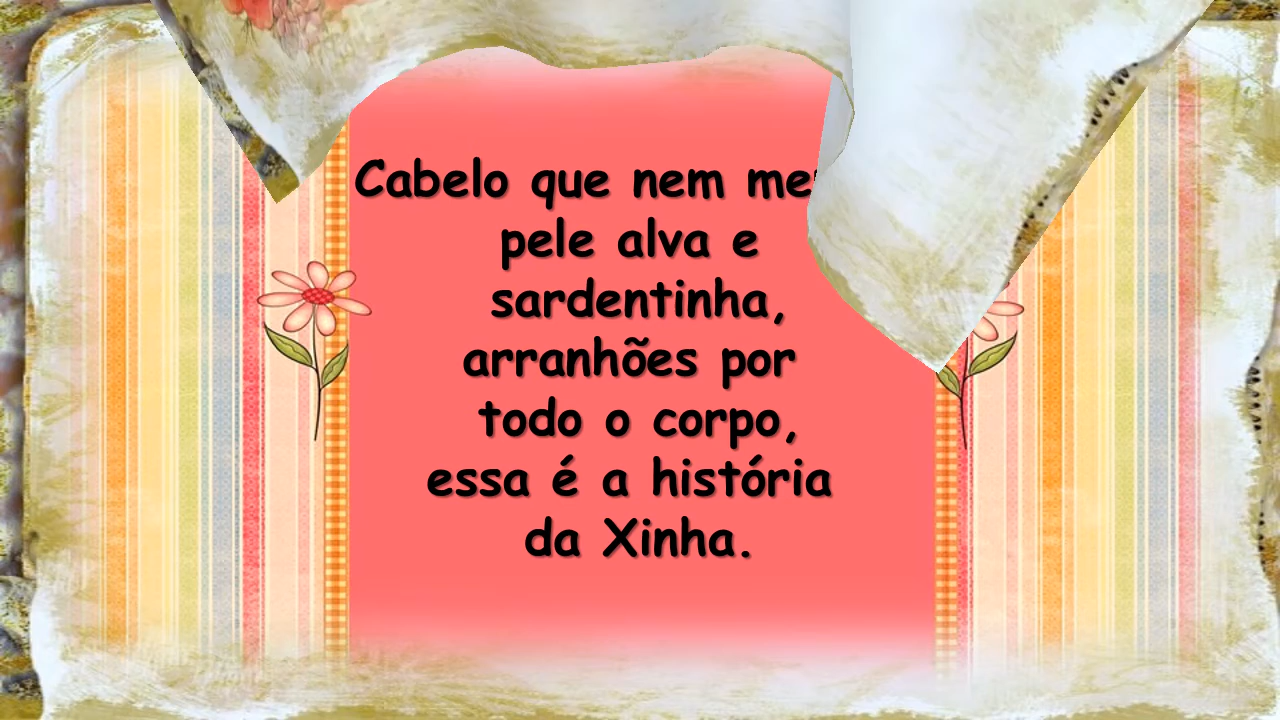 Cabelo que nem
pele alva e
sardentinha,
arranhões por
todo o corpo,
essa é a história
da Xinha.